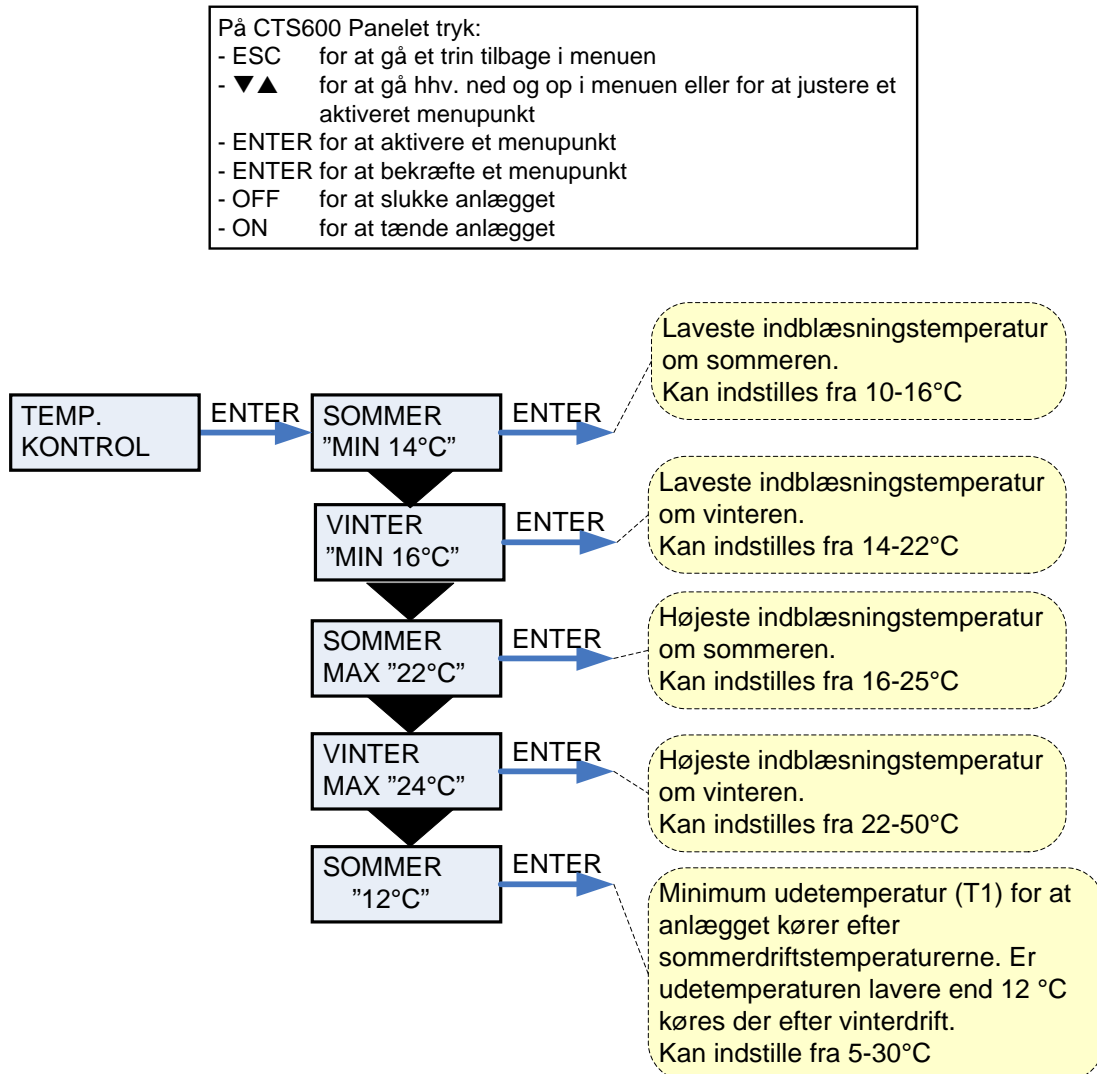 På CTS600 Panelet tryk:
- ESC for at gå et trin tilbage i menuen
- ▼▲ for at gå hhv. ned og op i menuen eller for at justere et
aktiveret menupunkt
- ENTER for at aktivere et menupunkt
- ENTER for at bekræfte et menupunkt
- OFF for at slukke anlægget
- ON for at tænde anlægget
TEMP.
KONTROL
ENTER
SOMMER
”MIN 14°C”
ENTER
Laveste indblæsningstemperatur
om sommeren.
Kan indstilles fra 10-16°C
VINTER
”MIN 16°C”
ENTER
Laveste indblæsningstemperatur
om vinteren.
Kan indstilles fra 14-22°C
SOMMER
MAX ”22°C”
ENTER
Højeste indblæsningstemperatur
om sommeren.
Kan indstilles fra 16-25°C
VINTER
MAX ”24°C”
ENTER
Højeste indblæsningstemperatur
om vinteren.
Kan indstilles fra 22-50°C
SOMMER
”12°C”
ENTER
Minimum udetemperatur (T1) for at
anlægget kører efter
sommerdriftstemperaturerne. Er
udetemperaturen lavere end 12 °C
køres der efter vinterdrift.
Kan indstille fra 5-30°C